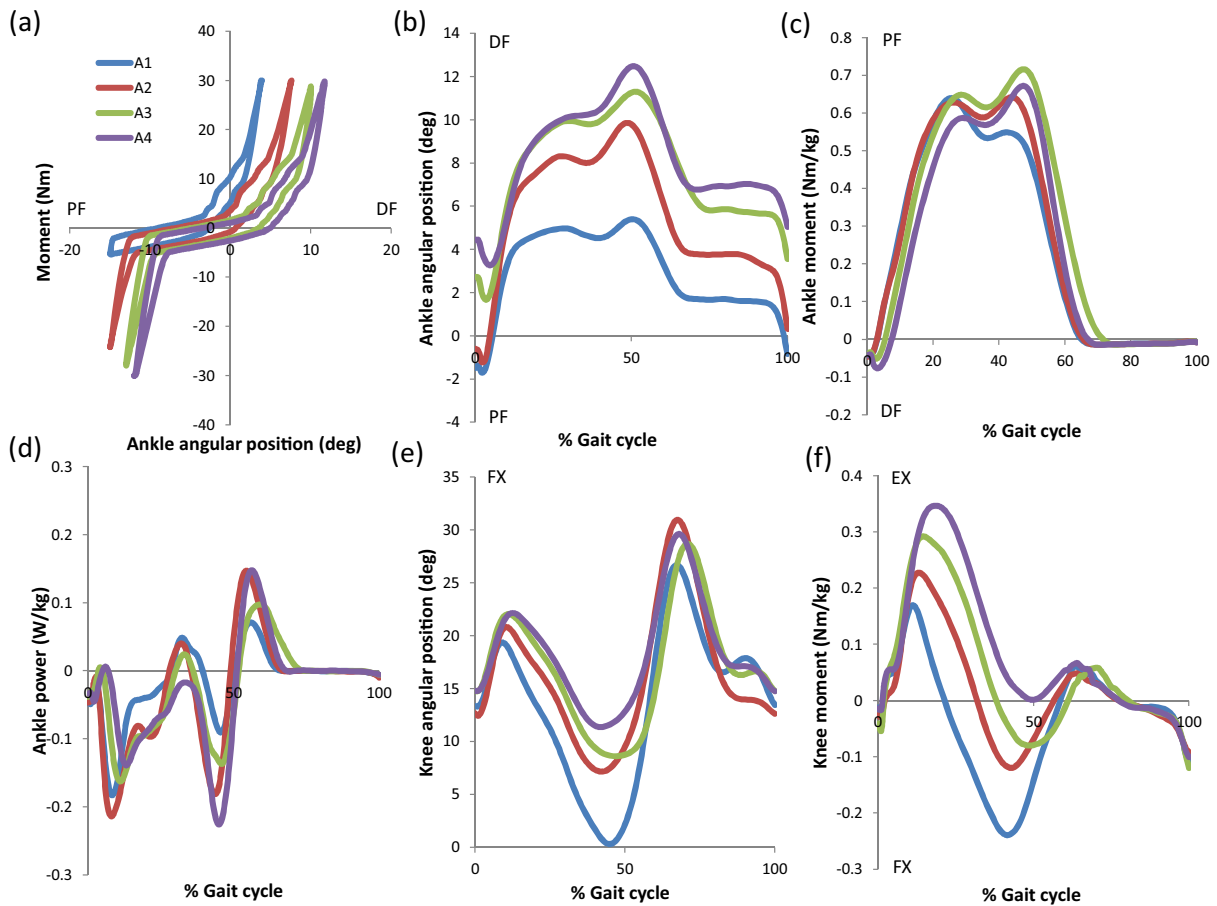 (a)
A1
A2
A3
A4
Moment (Nm)
40
30
20
10
0
-10
-20
-30
-40
-20
-10
0
10
20
PF
DF
Ankle angular position (deg)
(b)
DF
PF
Ankle angular position (deg)
14
12
10
8
6
4
2
0
-2
-4
0
50
100
% Gait cycle
(c)
PF
DF
Ankle moment (Nm/kg)
0.8
0.7
0.6
0.5
0.4
0.3
0.2
0.1
0
-0.1
-0.2
0
20
40
60
80
100
% Gait cycle
(d)
Ankle power (W/kg)
0.3
0.2
0.1
0
-0.1
-0.2
-0.3
0
50
100
% Gait cycle
(e)
FX
Knee angular position (deg)
35
30
25
20
15
10
5
0
0
50
100
% Gait cycle
(f)
EX
FX
Knee moment (Nm/kg)
0.4
0.3
0.2
0.1
0
-0.1
-0.2
-0.3
0
50
100
% Gait cycle